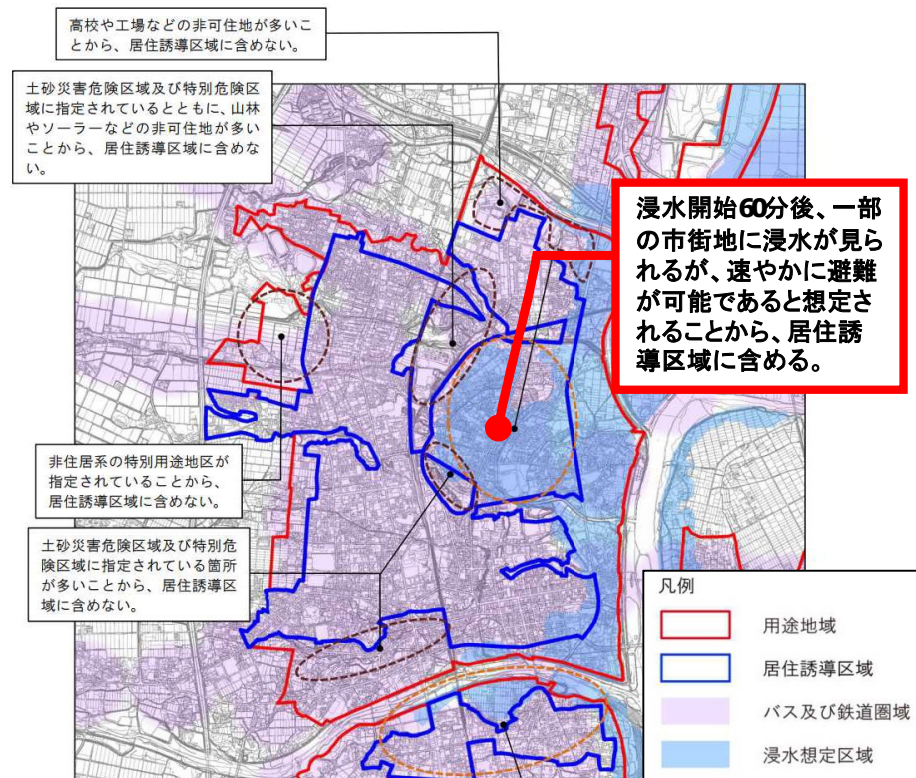 高校や工場などの非可住地が多いこ
とから、居住誘導区域に含めない。
土砂災害危険区域及び特別危険区
域に指定されているとともに、山林
やソーラーなどの非可住地が多い
ことから、居住誘導区域に含めな
い。
浸水開始60分後、一部
の市街地に浸水が見ら
れるが、速やかに避難
が可能であると想定さ
れることから、居住誘
導区域に含める。
非住居系の特別用途地区が
指定されていることから、
居住誘導区域に含めない。
土砂災害危険区域及び特別危
険区域に指定されている箇所
が多いことから、居住誘導区
域に含めない。
凡例
用途地域
居住誘導区域
バス及び鉄道圏域
浸水想定区域